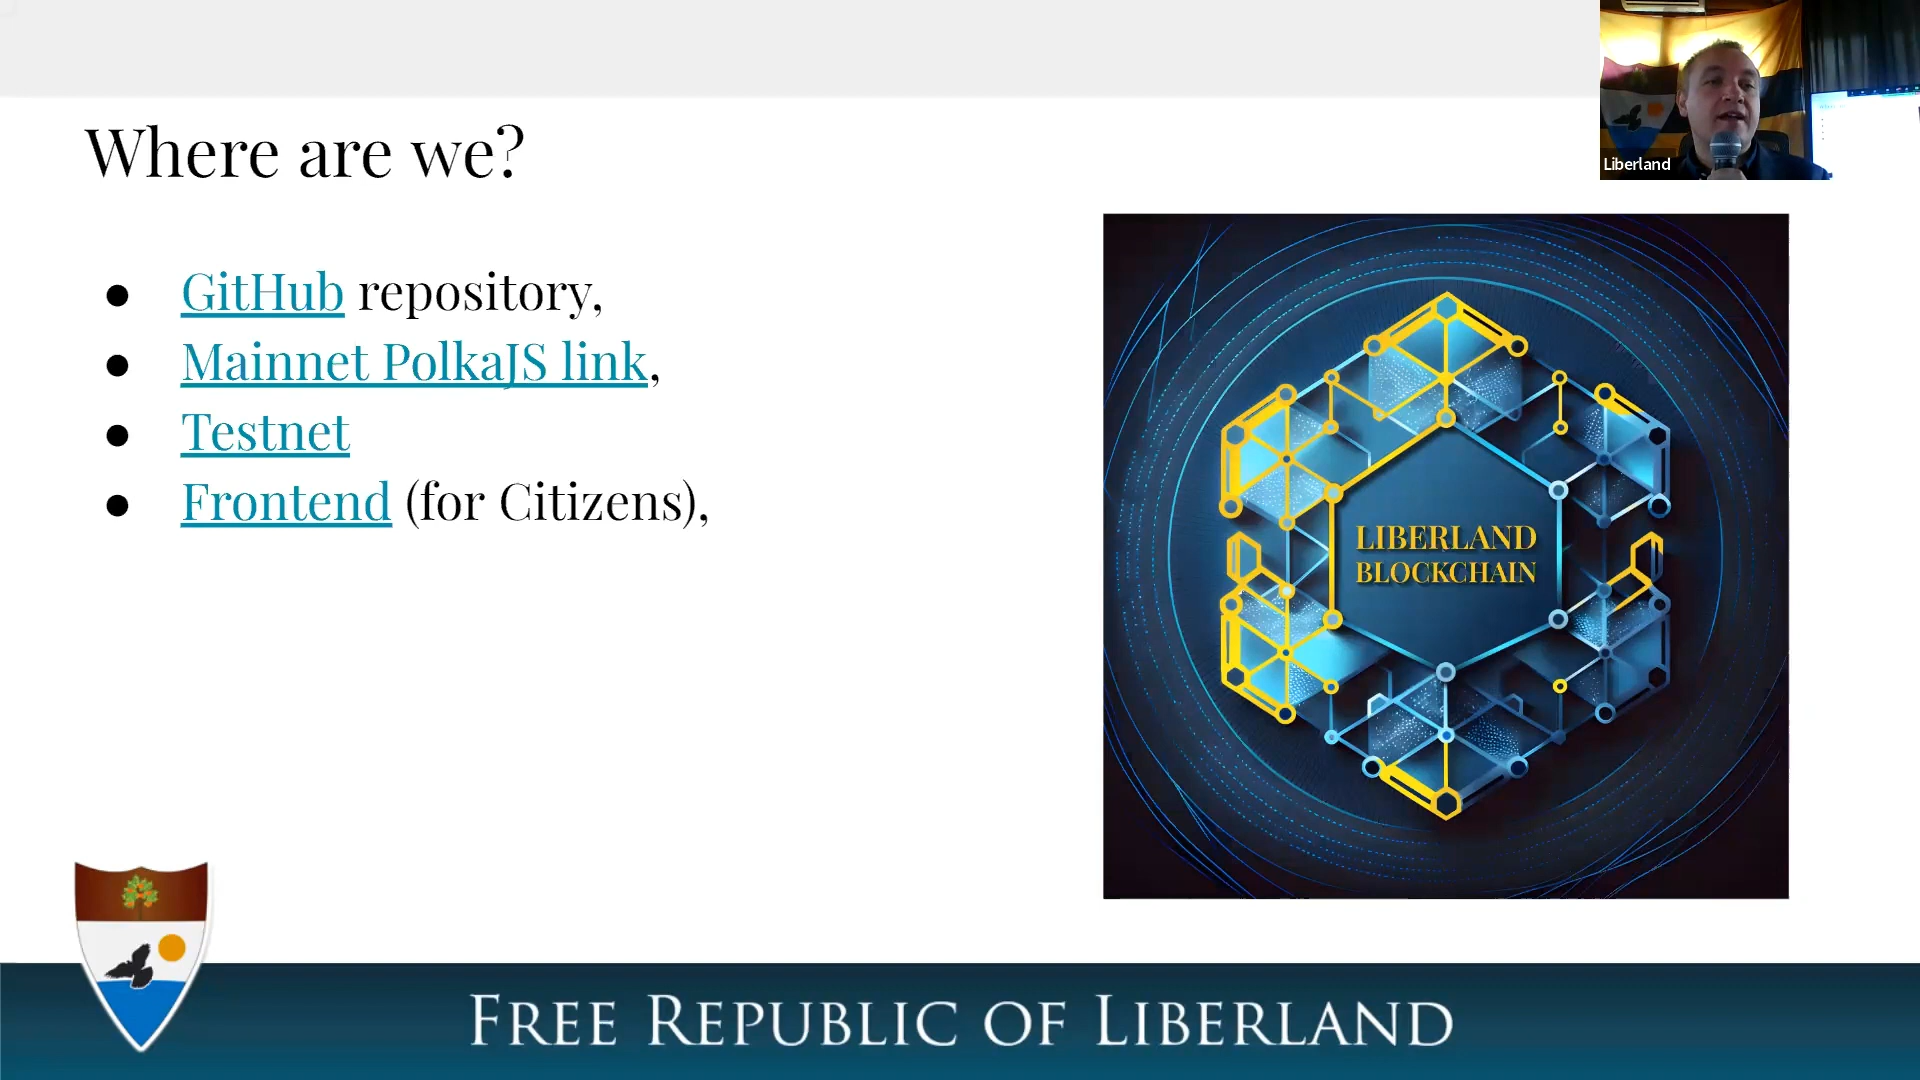 Liberland
Where are we?
● GitHub repository,
● Mainnet PolkaJS link,
● Testnet
● Frontend (for Citizens),
LIBERLAND
BLOCKCHAIN
FREE REPUBLIC OF LIBERLAND